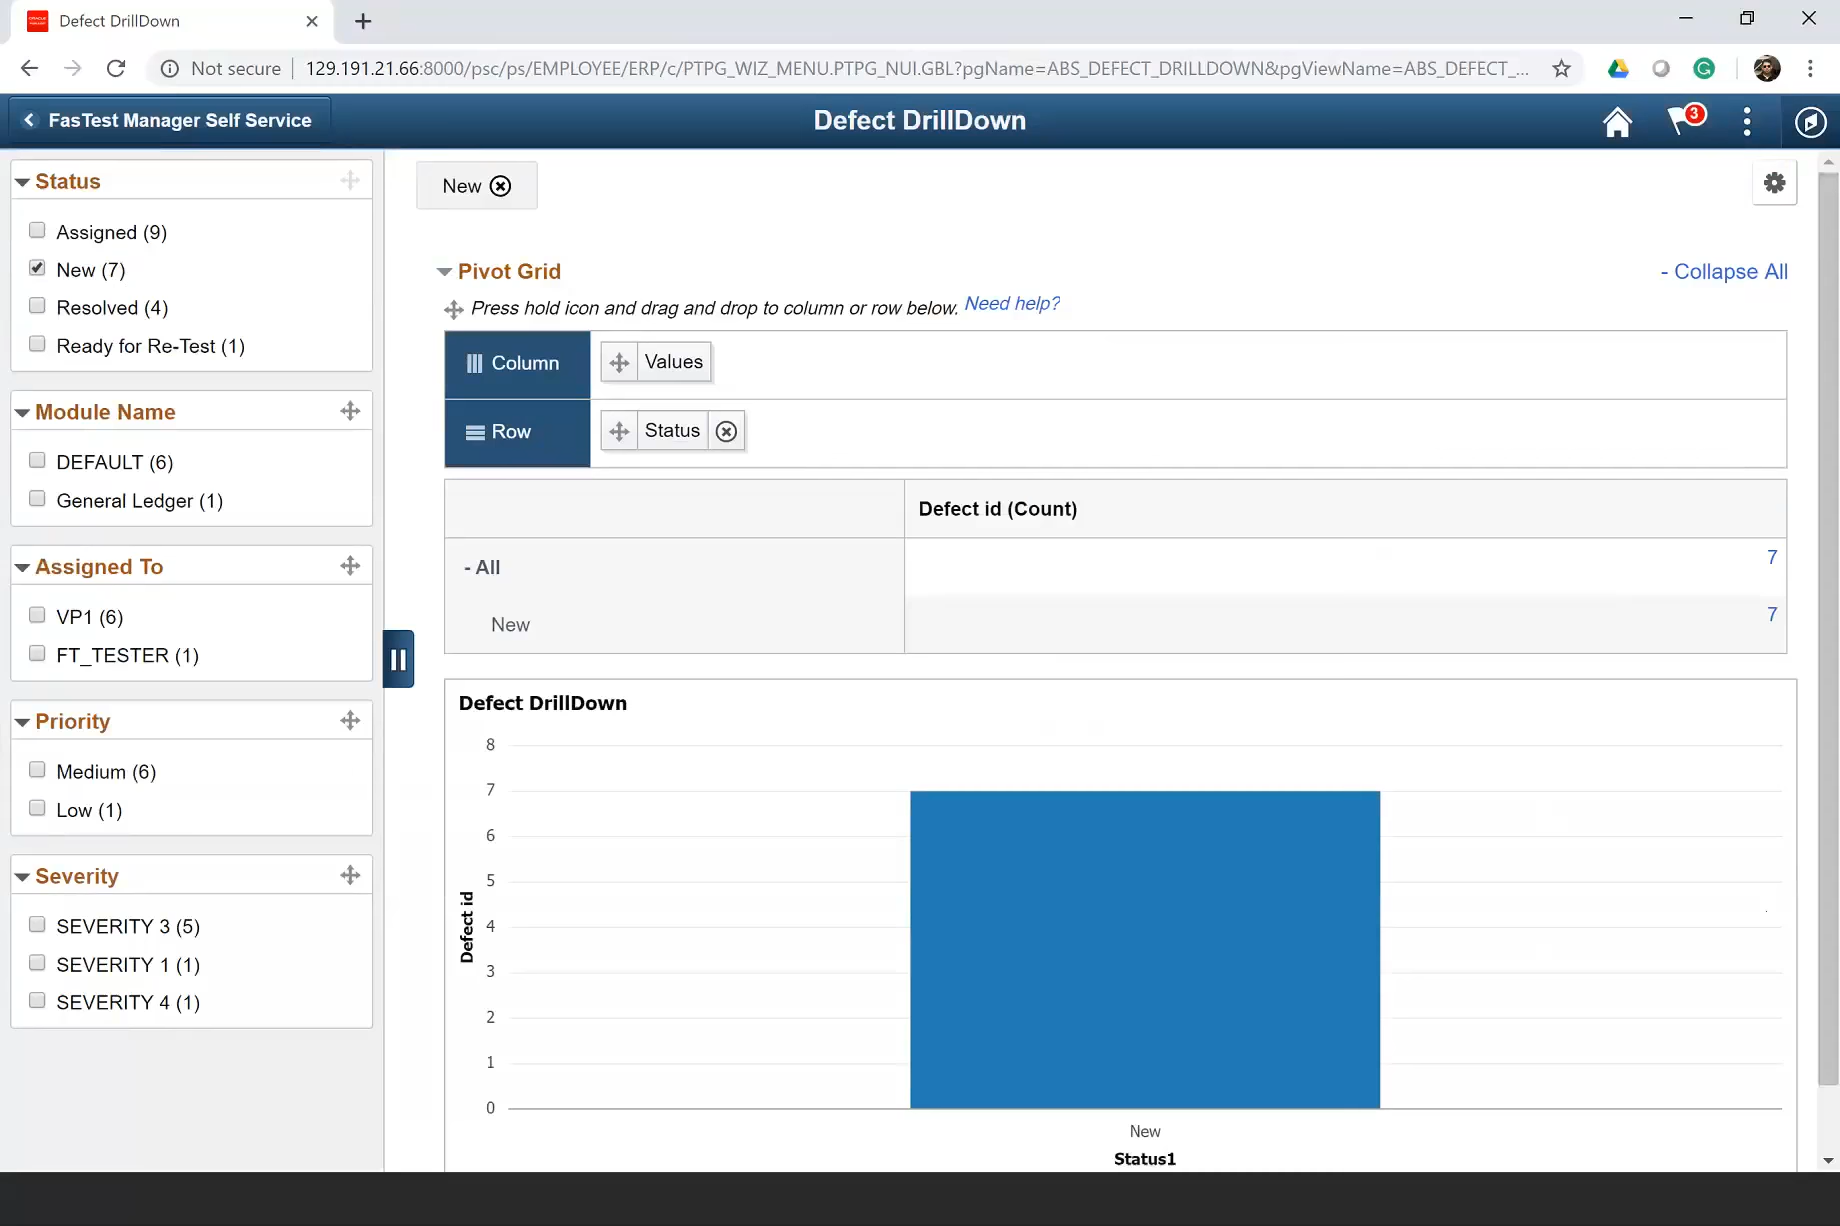 Defect DrillDown
Not secure
129.191.21.66:8000/psc/ps/EMPLOYEE/ERP/c/PTPG_WIZ_MENU.PTPG_NUI.GBL?pgName=ABS_DEFECT_DRILLDOWN&pgViewName=ABS_DEFECT_...
FasTest Manager Self Service
Defect DrillDown
3
Status
Assigned (9)
New (7)
Resolved (4)
Ready for Re-Test (1)
Module Name
DEFAULT (6)
General Ledger (1)
Assigned To
VP1 (6)
FT_TESTER (1)
Priority
Medium (6)
Low (1)
Severity
SEVERITY 3 (5)
SEVERITY 1 (1)
SEVERITY 4 (1)
New
Pivot Grid
- Collapse All
Press hold icon and drag and drop to column or row below. Need help?
Column
Values
Row
Status
Defect id (Count)
- All
7
New
7
Defect DrillDown
8
7
6
5
4
3
2
1
0
Defect id
New
Status1